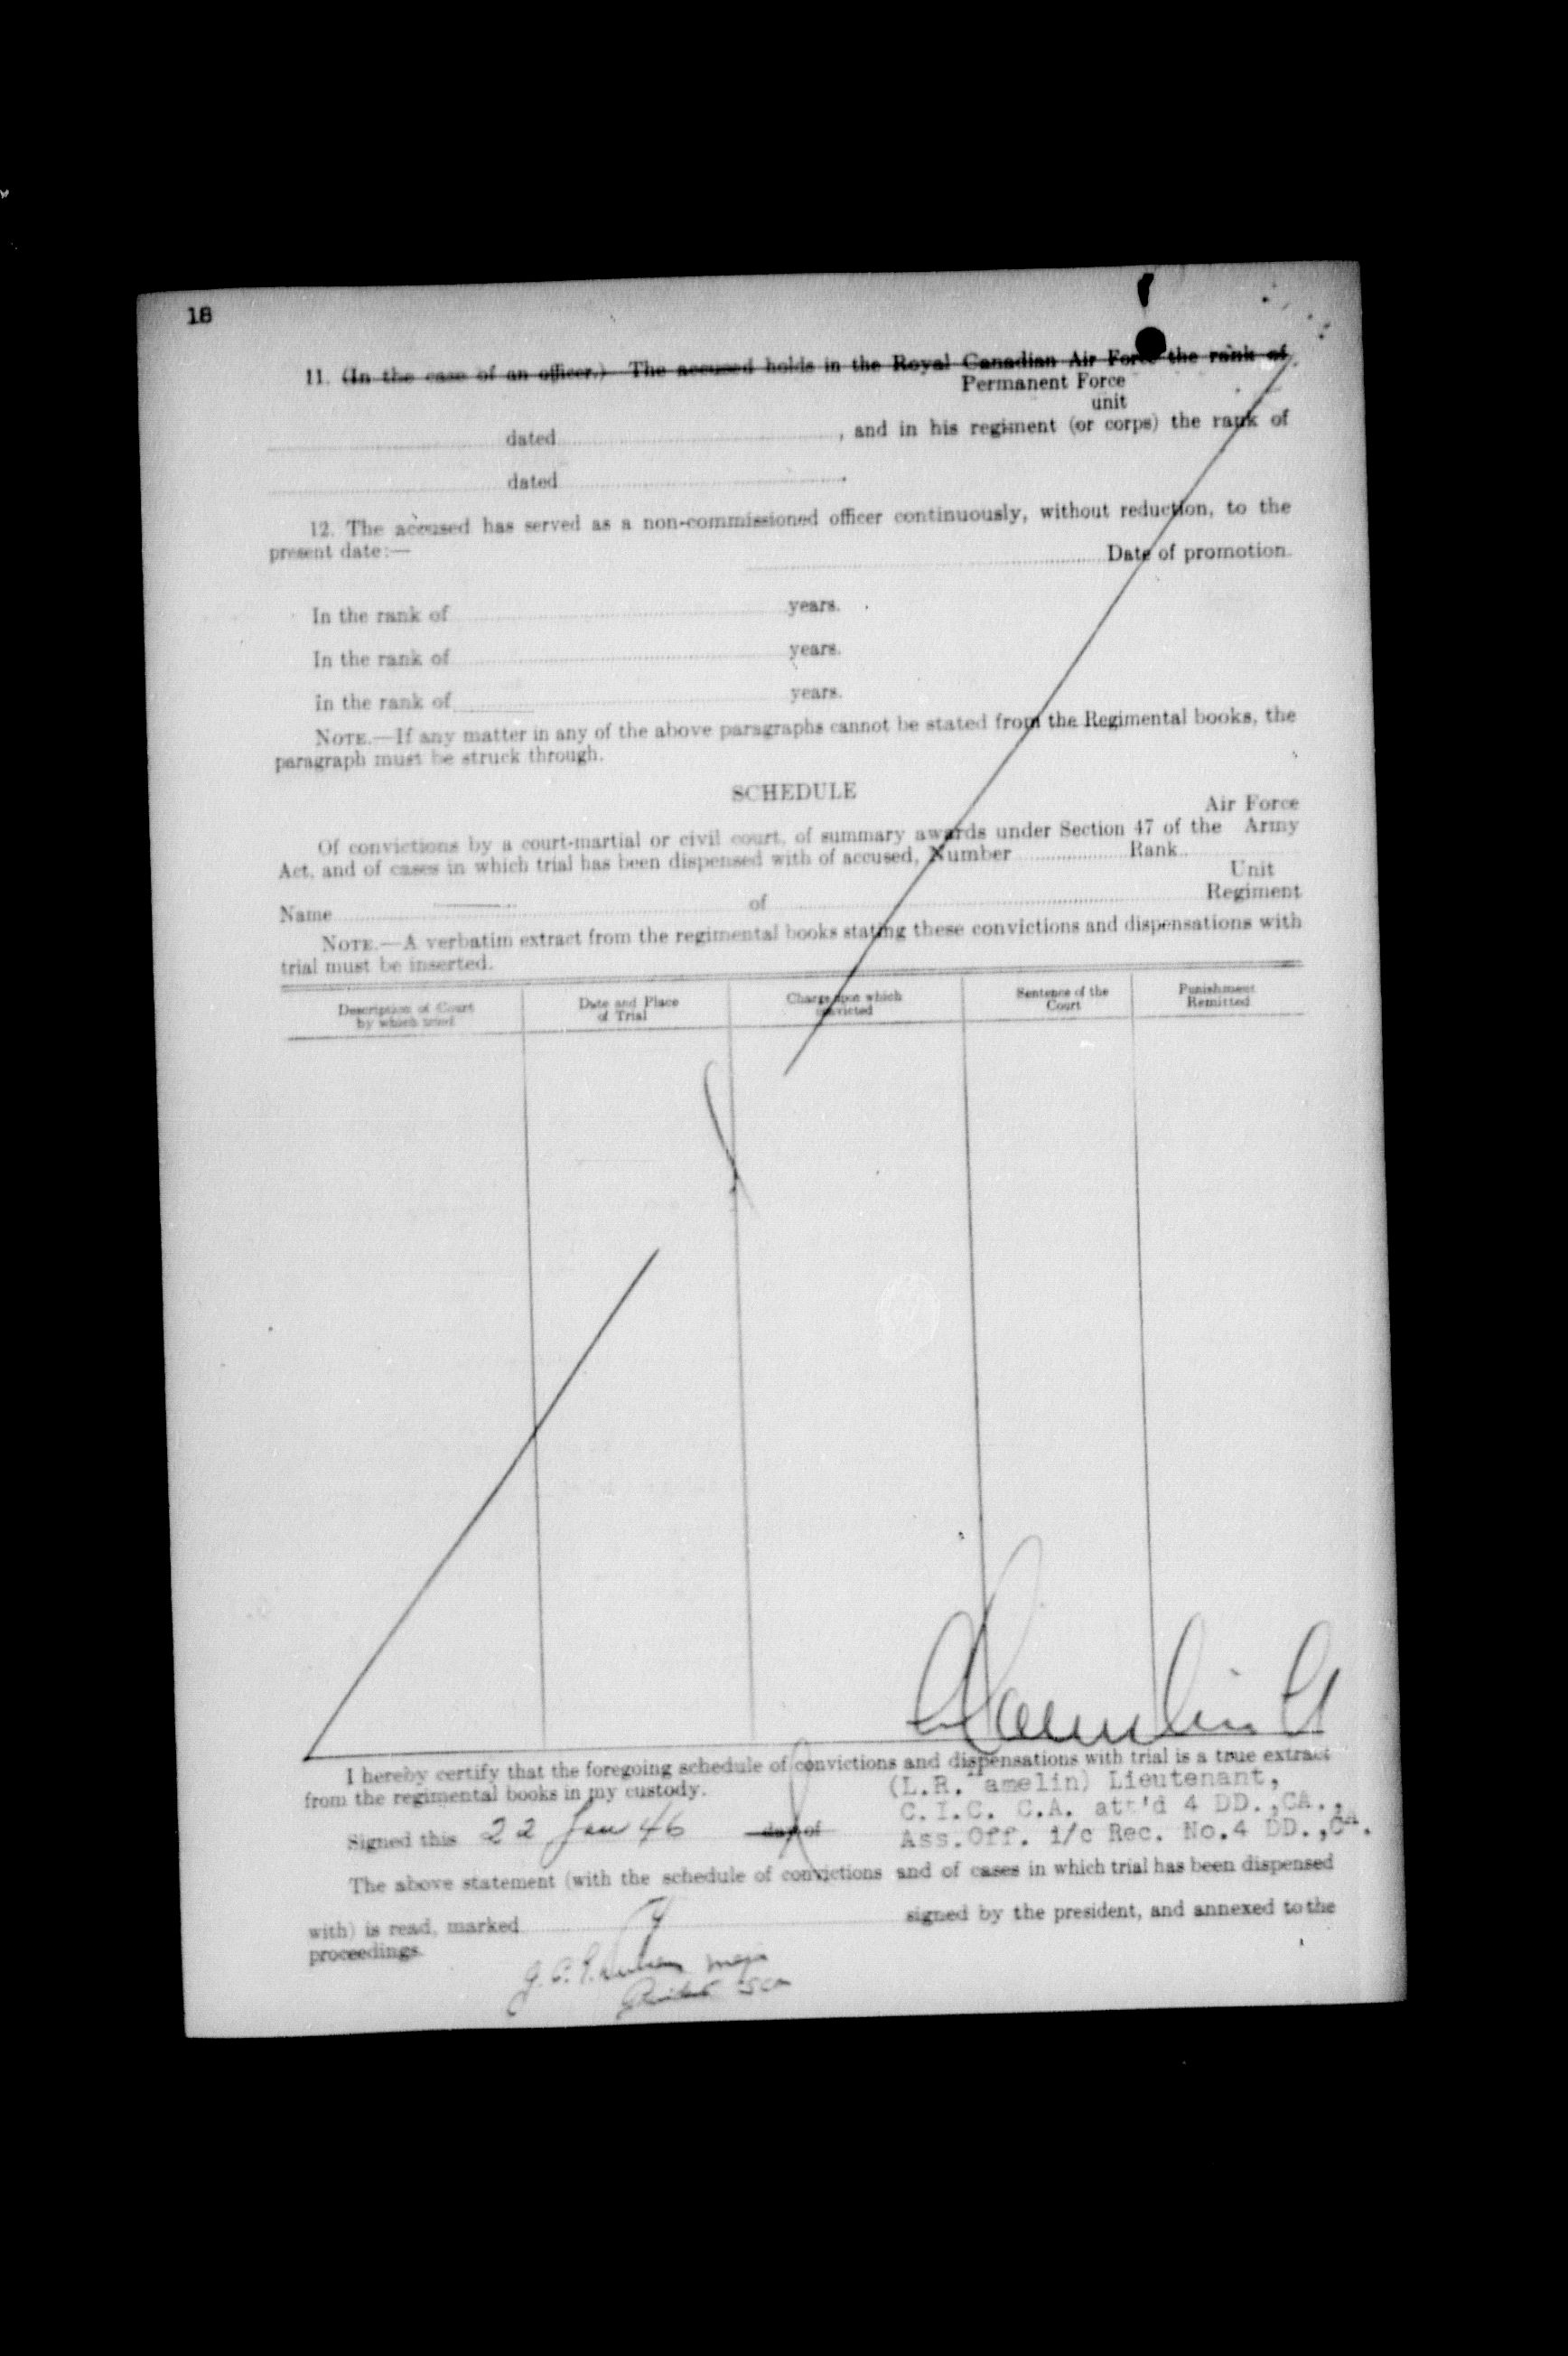 18
11. (In the case of an officer.) The accused holds in the Royal Canadian Air Force the rank of
Permanent Force
unit
dated , and in his regiment (or corps) the rank of
dated .
12. The accused has served as a non-commissioned officer continuously, without reduction, to the
present date:—
Date of promotion.
In the rank of years.
In the rank of years.
in the rank of years.
NOTE.—If any matter in any of the above paragraphs cannot be stated from the Regimental books, the
paragraph must be struck through.
SCHEDULE
Air Force
Of convictions by a court-martial or civil court, of summary awards under Section 47 of the Army
Act, and of cases in which trial has been dispensed with of accused, Number Rank
Unit
Name of Regiment
NOTE.—A verbatim extract from the regimental books stating these convictions and dispensations with
trial must be inserted.
Description of Court by which tried
Date and Place of Trial
Charge upon which convicted
Sentence of the Court
Punishment Remitted
I hereby certify that the foregoing schedule of convictions and dispensations with trial is a true extract
from the regimental books in my custody.
(L.R. amelin) Lieutenant,
C.I.C. C.A. att'd 4 DD.,CA.,
Signed this 22 Jan 46 day of
Ass.Off. i/c Rec. No.4 DD.,CA.
The above statement (with the schedule of convictions and of cases in which trial has been dispensed
with) is read, marked signed by the president, and annexed to the
proceedings.